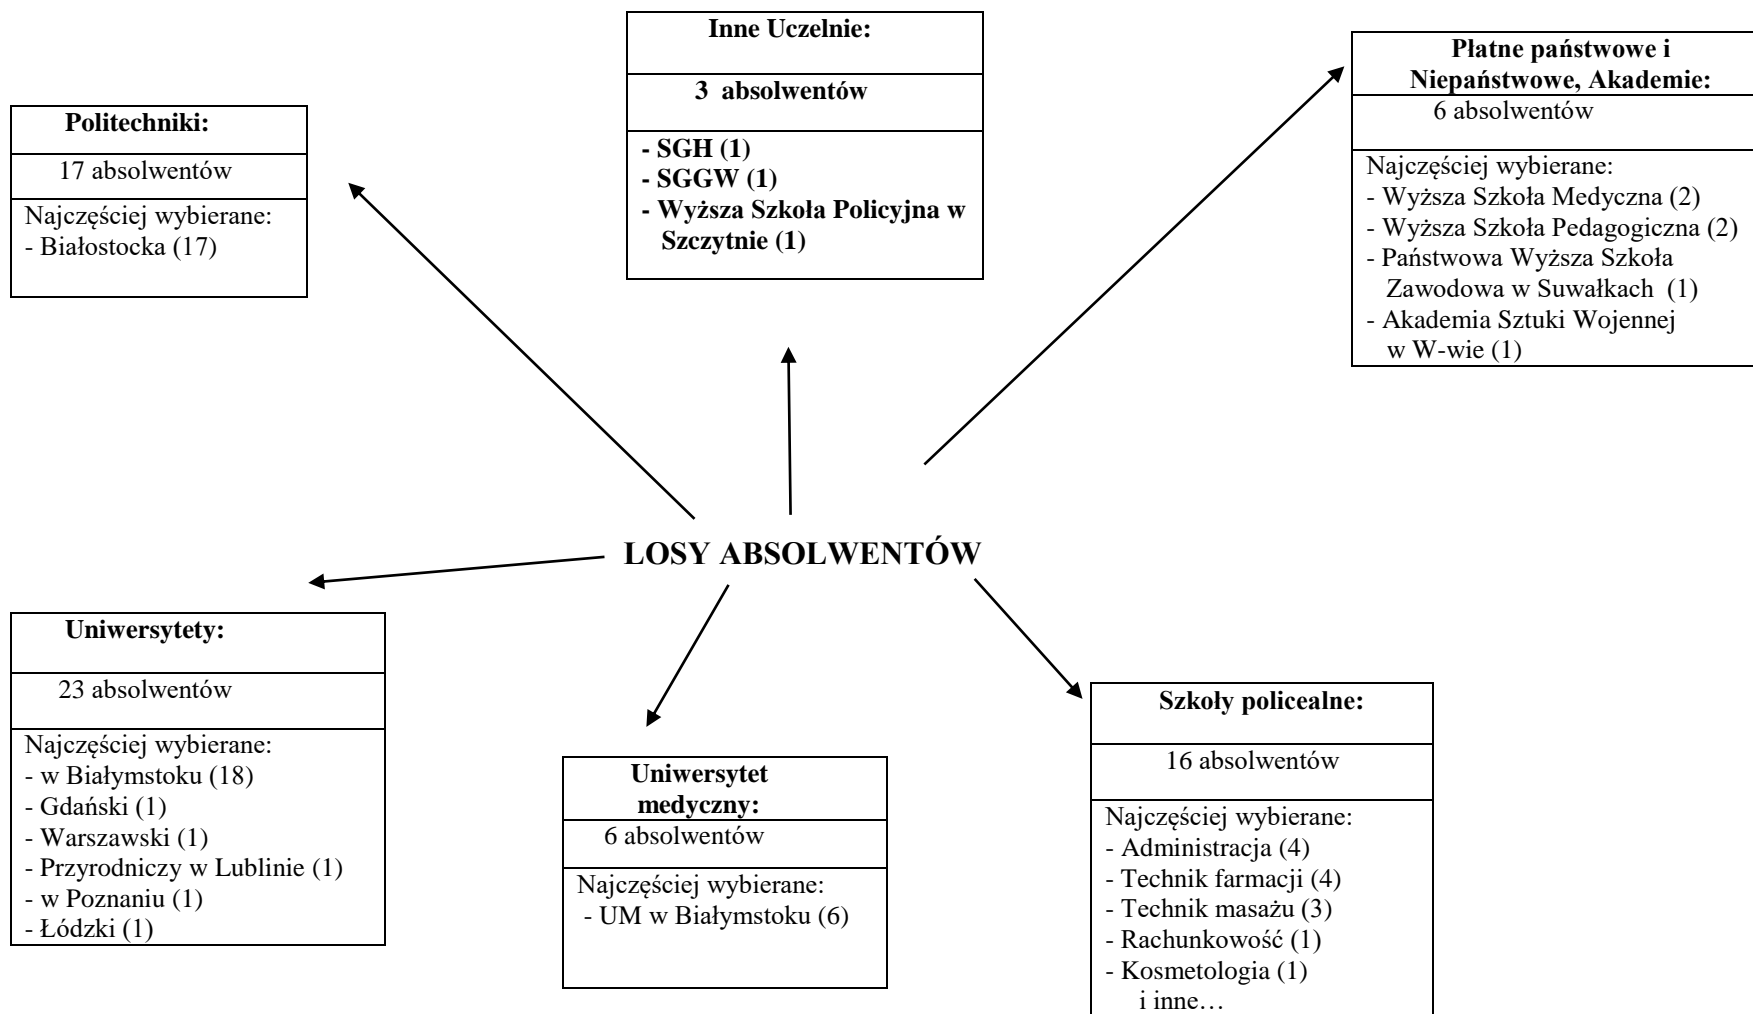 Inne Uczelnie:
3 absolwentów
- SGH (1)
- SGGW (1)
- Wyższa Szkoła Policyjna w
Szczytnie (1)
Płatne państwowe i
Niepaństwowe, Akademie:
6 absolwentów
Najczęściej wybierane:
- Wyższa Szkoła Medyczna (2)
- Wyższa Szkoła Pedagogiczna (2)
- Państwowa Wyższa Szkoła
Zawodowa w Suwałkach (1)
- Akademia Sztuki Wojennej
w W-wie (1)
Politechniki:
17 absolwentów
Najczęściej wybierane:
- Białostocka (17)
LOSY ABSOLWENTÓW
Uniwersytety:
23 absolwentów
Najczęściej wybierane:
- w Białymstoku (18)
- Gdański (1)
- Warszawski (1)
- Przyrodniczy w Lublinie (1)
- w Poznaniu (1)
- Łódzki (1)
Uniwersytet
medyczny:
6 absolwentów
Najczęściej wybierane:
- UM w Białymstoku (6)
Szkoły policealne:
16 absolwentów
Najczęściej wybierane:
- Administracja (4)
- Technik farmacji (4)
- Technik masażu (3)
- Rachunkowość (1)
- Kosmetologia (1)
i inne…